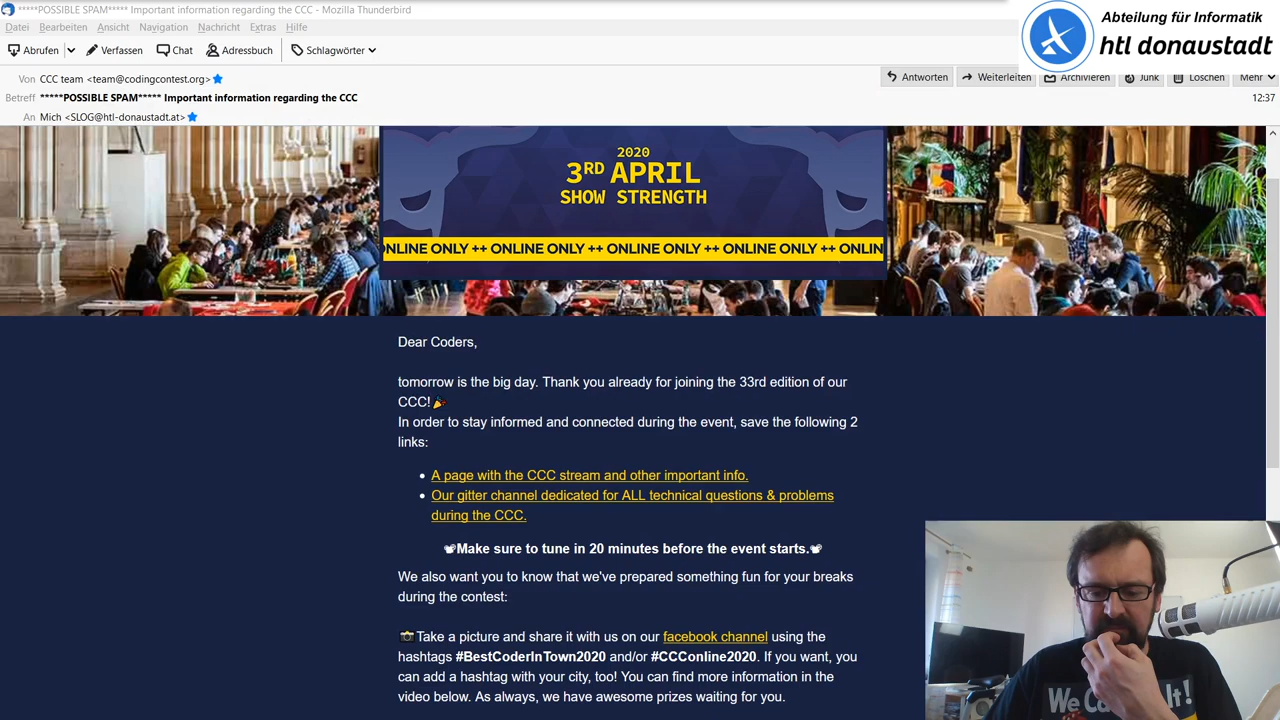 *****POSSIBLE SPAM***** Important information regarding the CCC - Mozilla Thunderbird
Datei Bearbeiten Ansicht Navigation Nachricht Extras Hilfe
Abteilung für Informatik
htl donaustadt
Abrufen Verfassen Chat Adressbuch Schlagwörter
Von CCC team <team@codingcontest.org>
Antworten Weiterleiten Archivieren Junk Löschen Mehr
Betreff *****POSSIBLE SPAM***** Important information regarding the CCC
12:37
An Mich <SLOG@htl-donaustadt.at>
2020
3RD APRIL
SHOW STRENGTH
ONLINE ONLY ++ ONLINE ONLY ++ ONLINE ONLY ++ ONLINE ONLY ++ ONLIN
Dear Coders,
tomorrow is the big day. Thank you already for joining the 33rd edition of our
CCC!🎉
In order to stay informed and connected during the event, save the following 2
links:
• A page with the CCC stream and other important info.
• Our gitter channel dedicated for ALL technical questions & problems
during the CCC.
📽Make sure to tune in 20 minutes before the event starts.📽
We also want you to know that we've prepared something fun for your breaks
during the contest:
📸Take a picture and share it with us on our facebook channel using the
hashtags #BestCoderInTown2020 and/or #CCConline2020. If you want, you
can add a hashtag with your city, too! You can find more information in the
video below. As always, we have awesome prizes waiting for you.
We
t!